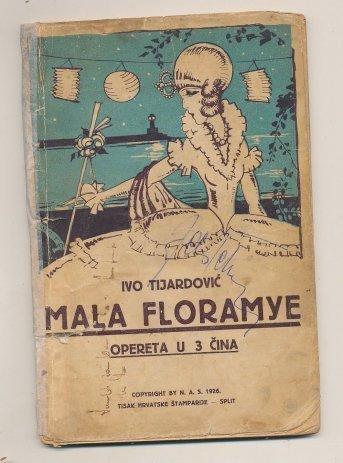 IVO TIJARDOVIĆ
MALA FLORAMYE
OPERETA U 3 ČINA
COPYRIGHT BY N. A. S. 1926.
TISAK HRVATSKE ŠTAMPARIJE — SPLIT